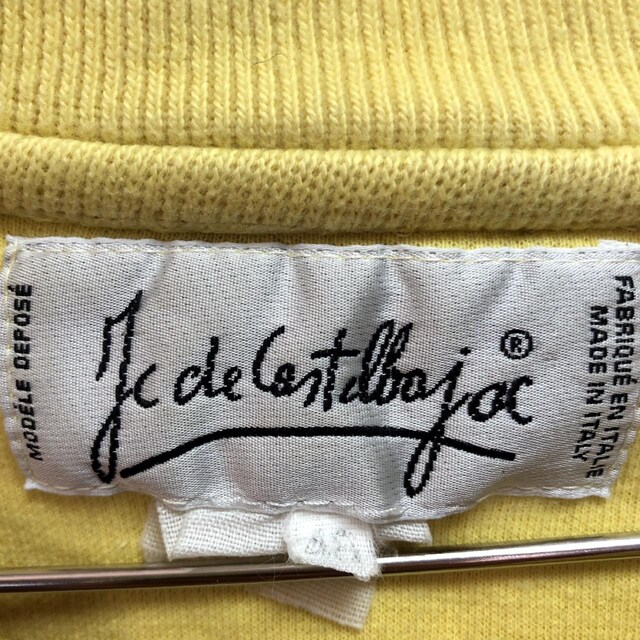 MODÈLE DEPOSÉ
Jc de Castelbajac ®
FABRIQUÉ EN ITALIE
MADE IN ITALY